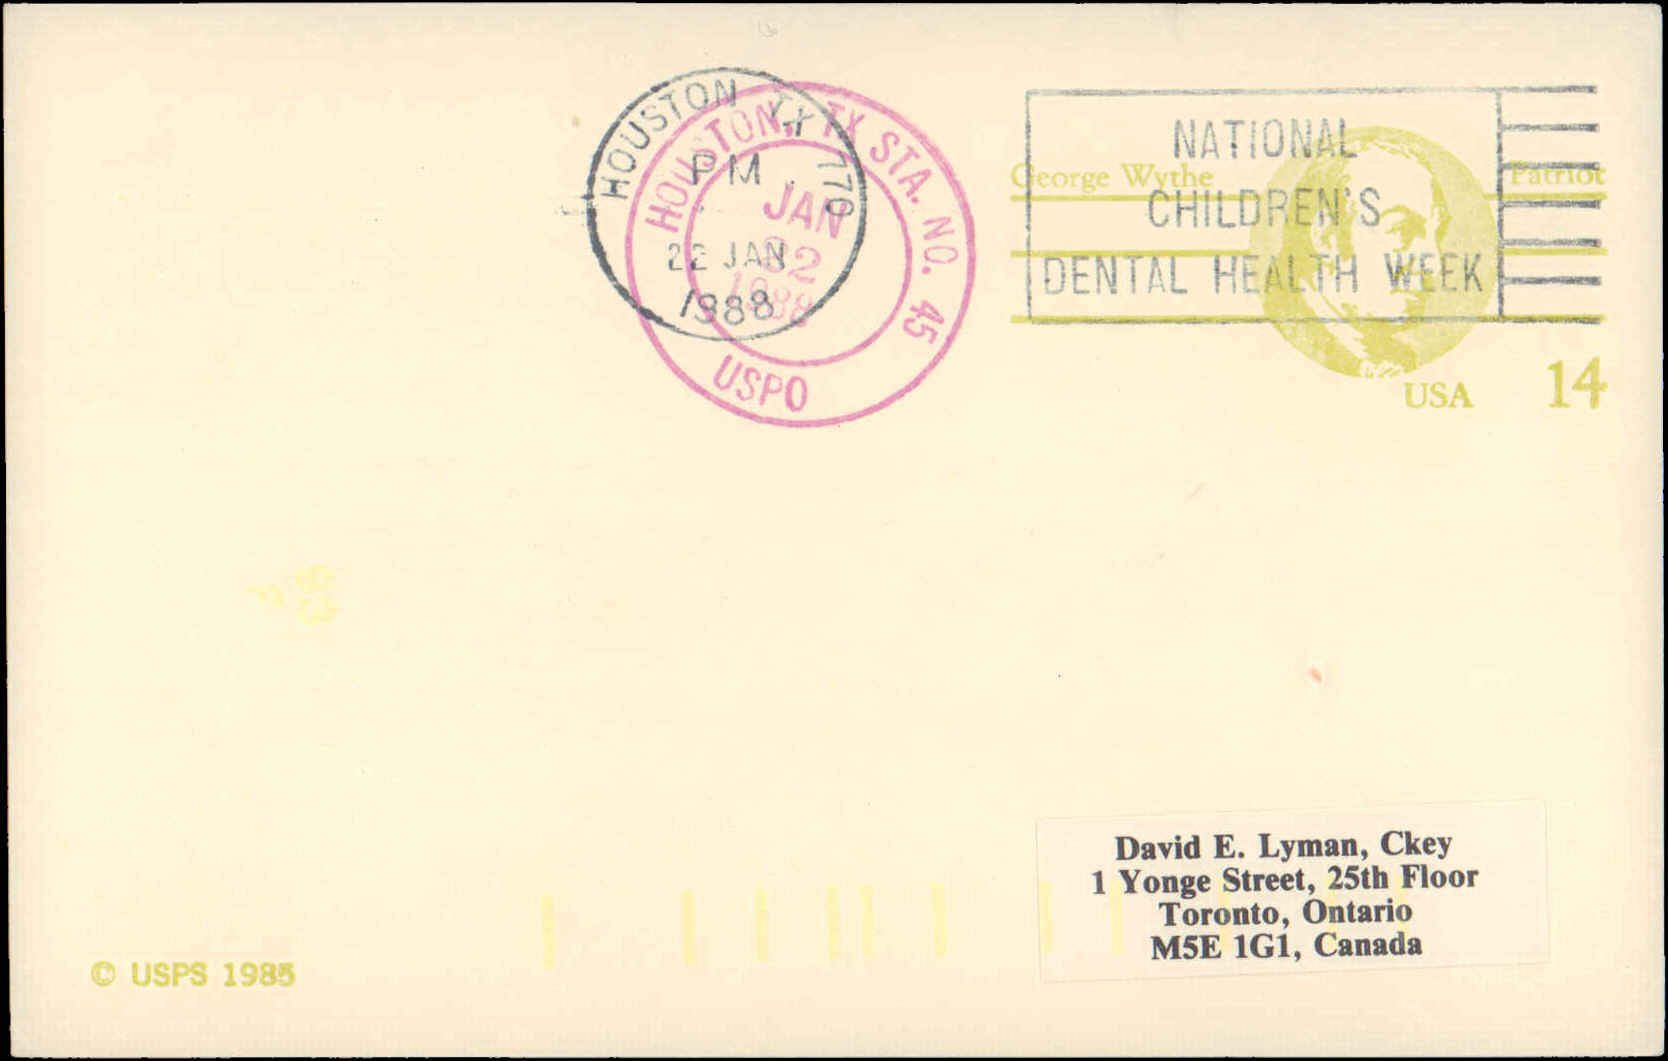 HOUSTON TX 770
PM
22 JAN
1988
HOUSTON, TX STA. NO. 45
JAN
22
1988
USPO
NATIONAL
CHILDREN'S
DENTAL HEALTH WEEK
George Wythe Patriot
USA 14
David E. Lyman, Ckey
1 Yonge Street, 25th Floor
Toronto, Ontario
M5E 1G1, Canada
© USPS 1985